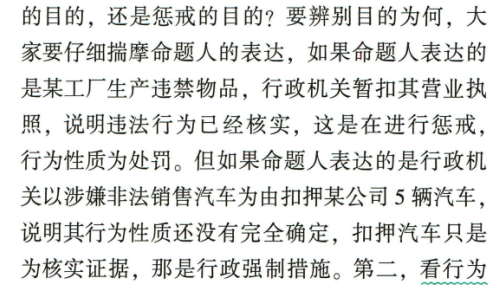 的目的，还是惩戒的目的？要辨别目的为何，大
家要仔细揣摩命题人的表达，如果命题人表达的
是某工厂生产违禁物品，行政机关暂扣其营业执
照，说明违法行为已经核实，这是在进行惩戒，
行为性质为处罚。但如果命题人表达的是行政机
关以涉嫌非法销售汽车为由扣押某公司 5 辆汽车，
说明其行为性质还没有完全确定，扣押汽车只是
为核实证据，那是行政强制措施。第二，看行为